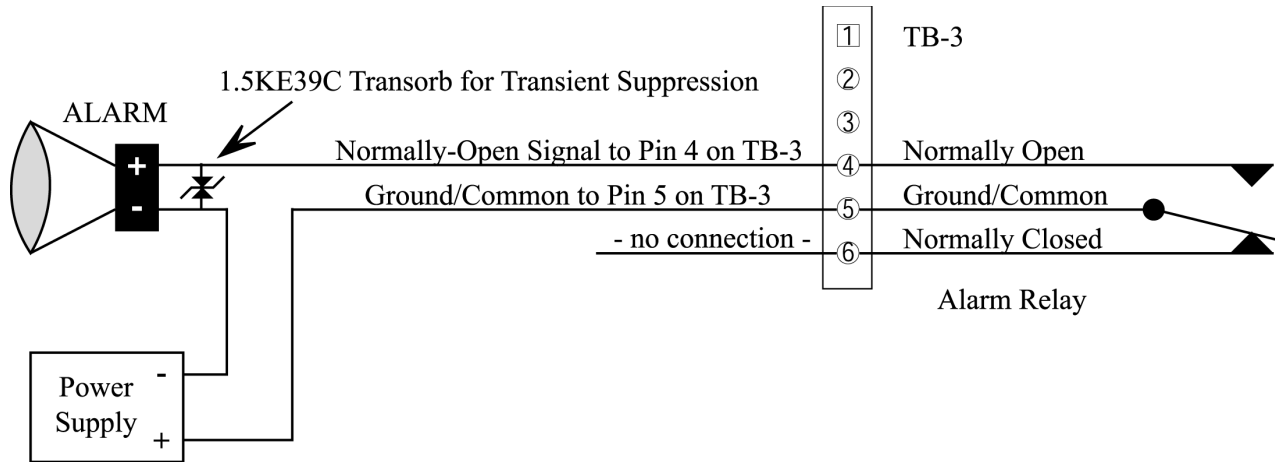 1 TB-3
2
1.5KE39C Transorb for Transient Suppression
ALARM
3
+
Normally-Open Signal to Pin 4 on TB-3 4 Normally Open
-
Ground/Common to Pin 5 on TB-3 5 Ground/Common
- no connection - 6 Normally Closed
Alarm Relay
Power
Supply
-
+